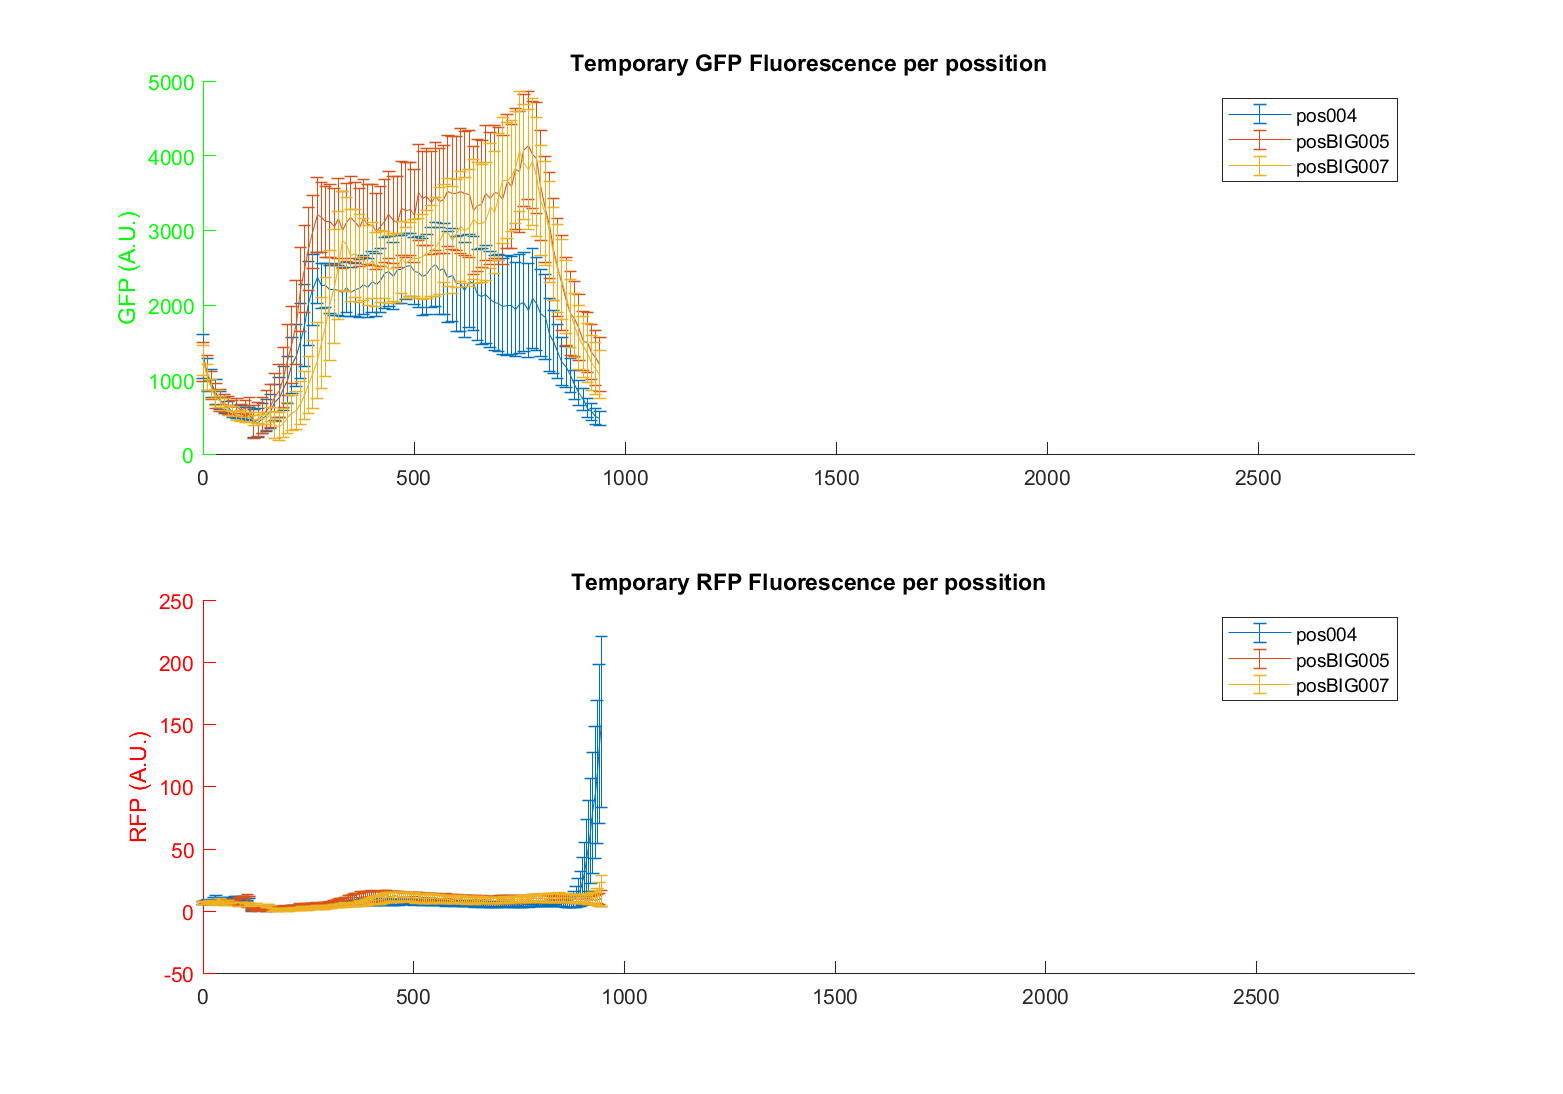 Temporary GFP Fluorescence per possition
5000
4000
3000
2000
1000
0
GFP (A.U.)
0 500 1000 1500 2000 2500
pos004
posBIG005
posBIG007
Temporary RFP Fluorescence per possition
250
200
150
100
50
0
-50
RFP (A.U.)
0 500 1000 1500 2000 2500
pos004
posBIG005
posBIG007